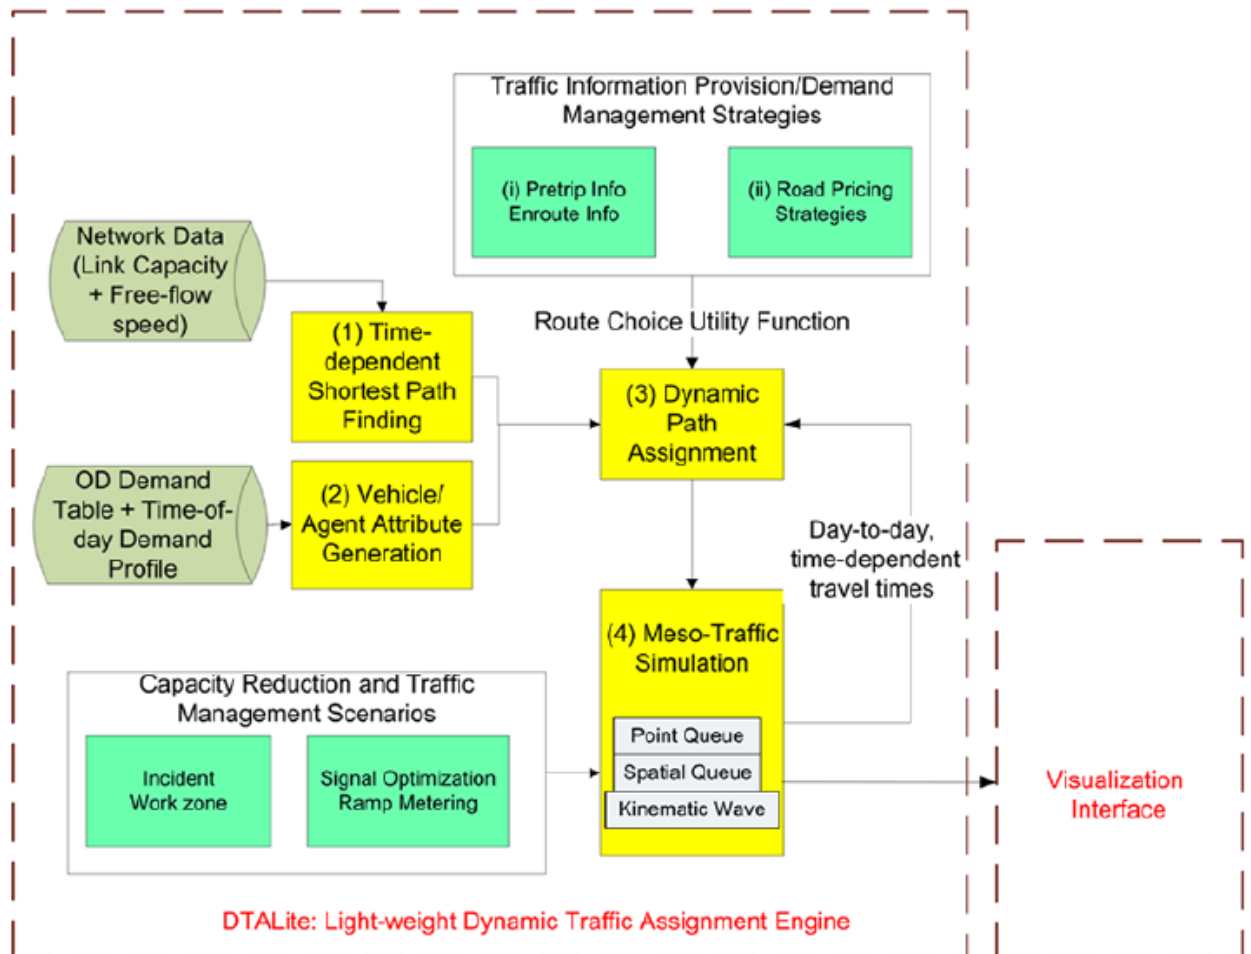 Traffic Information Provision/Demand
Management Strategies
(i) Pretrip Info
Enroute Info
(ii) Road Pricing
Strategies
Network Data
(Link Capacity
+ Free-flow
speed)
Route Choice Utility Function
(1) Time-
dependent
Shortest Path
Finding
(3) Dynamic
Path
Assignment
OD Demand
Table + Time-of-
day Demand
Profile
(2) Vehicle/
Agent Attribute
Generation
Day-to-day,
time-dependent
travel times
(4) Meso-Traffic
Simulation
Point Queue
Spatial Queue
Kinematic Wave
Capacity Reduction and Traffic
Management Scenarios
Incident
Work zone
Signal Optimization
Ramp Metering
Visualization
Interface
DTALite: Light-weight Dynamic Traffic Assignment Engine